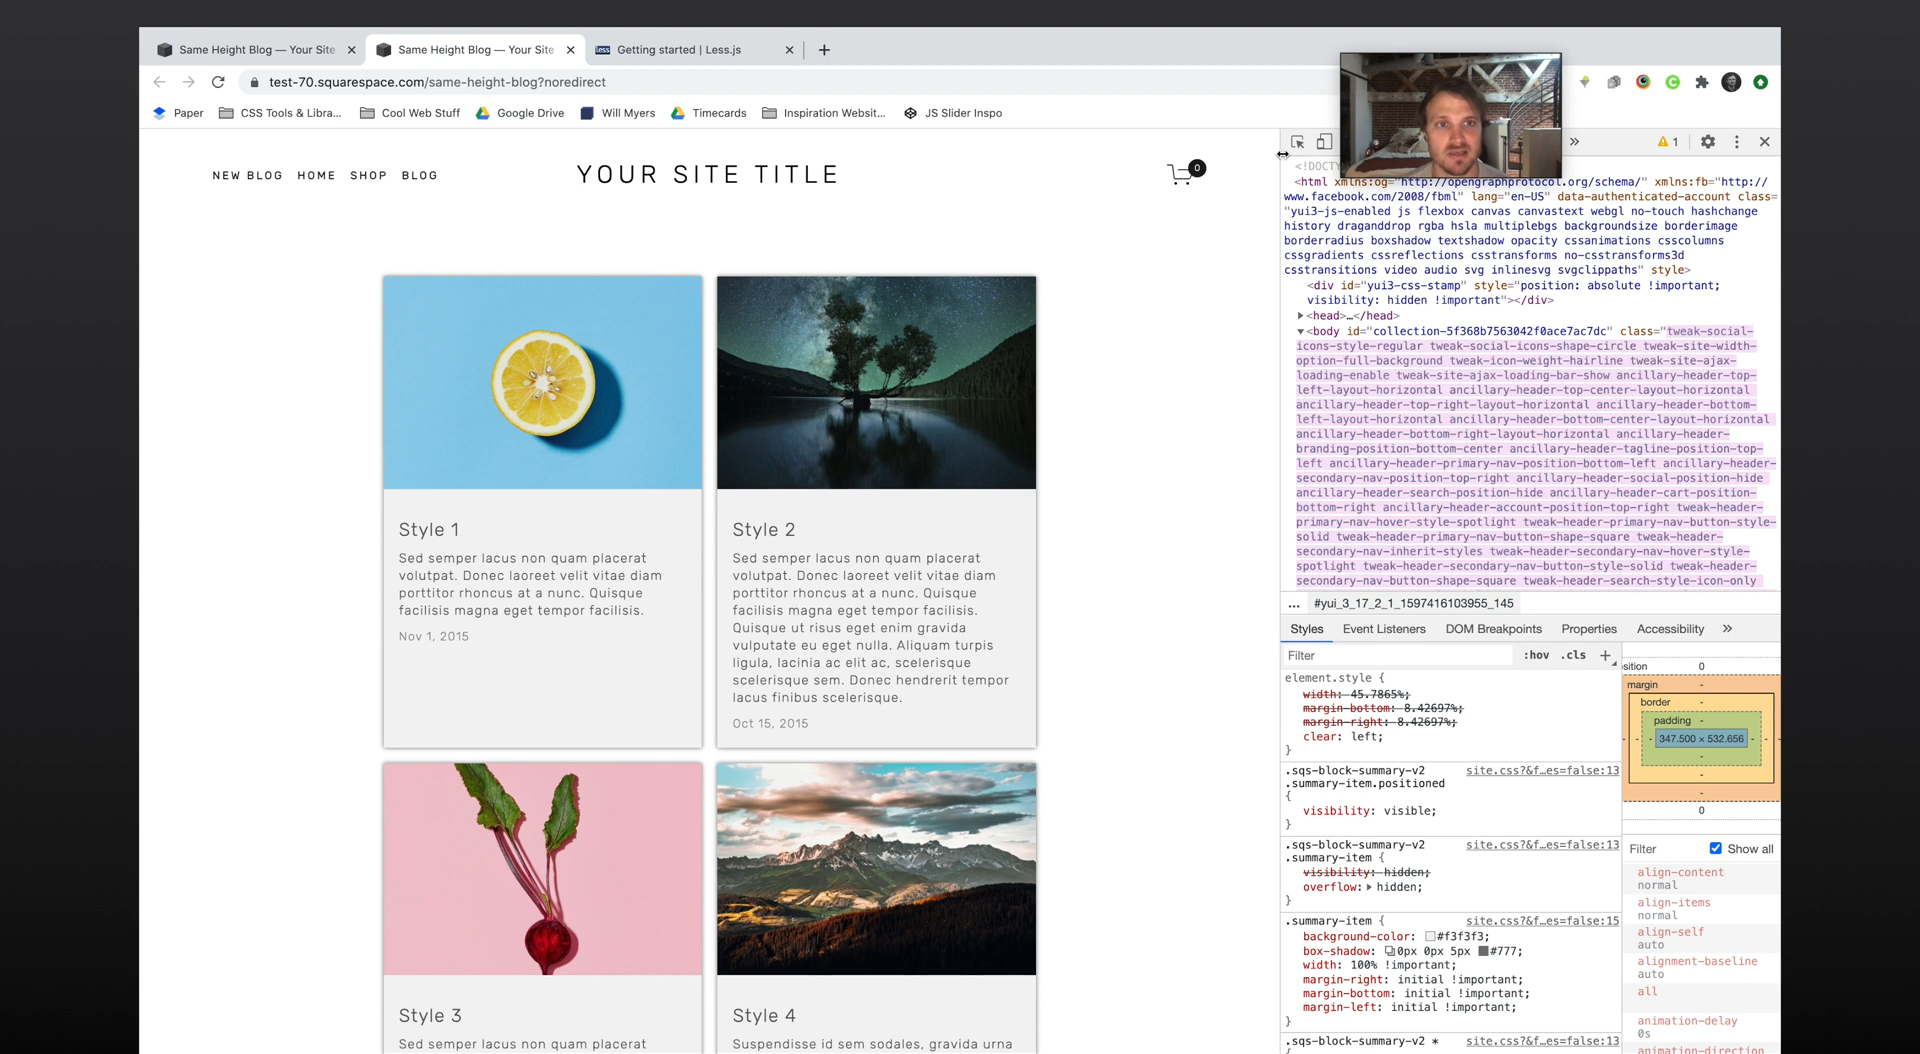 Same Height Blog — Your Site
Same Height Blog — Your Site
less
Getting started | Less.js
test-70.squarespace.com/same-height-blog?noredirect
Paper
CSS Tools & Libra...
Cool Web Stuff
Google Drive
Will Myers
Timecards
Inspiration Websit...
JS Slider Inspo
NEW BLOG
HOME
SHOP
BLOG
YOUR SITE TITLE
0
Style 1
Sed semper lacus non quam placerat
volutpat. Donec laoreet velit vitae diam
porttitor rhoncus at a nunc. Quisque
facilisis magna eget tempor facilisis.
Nov 1, 2015
Style 2
Sed semper lacus non quam placerat
volutpat. Donec laoreet velit vitae diam
porttitor rhoncus at a nunc. Quisque
facilisis magna eget tempor facilisis.
Quisque ut risus eget enim gravida
vulputate eu eget nulla. Aliquam turpis
ligula, lacinia ac elit ac, scelerisque
scelerisque sem. Donec hendrerit tempor
lacus finibus scelerisque.
Oct 15, 2015
Style 3
Sed semper lacus non quam placerat
Style 4
Suspendisse id sem sodales, gravida urna
1
<!DOCTY
<html xmlns:og="http://opengraphprotocol.org/schema/" xmlns:fb="http://
www.facebook.com/2008/fbml" lang="en-US" data-authenticated-account class=
"yui3-js-enabled js flexbox canvas canvastext webgl no-touch hashchange
history draganddrop rgba hsla multiplebgs backgroundsize borderimage
borderradius boxshadow textshadow opacity cssanimations csscolumns
cssgradients cssreflections csstransforms no-csstransforms3d
csstransitions video audio svg inlinesvg svgclippaths" style>
<div id="yui3-css-stamp" style="position: absolute !important;
visibility: hidden !important"></div>
<head>…</head>
<body id="collection-5f368b7563042f0ace7ac7dc" class="tweak-social-
icons-style-regular tweak-social-icons-shape-circle tweak-site-width-
option-full-background tweak-icon-weight-hairline tweak-site-ajax-
loading-enable tweak-site-ajax-loading-bar-show ancillary-header-top-
left-layout-horizontal ancillary-header-top-center-layout-horizontal
ancillary-header-top-right-layout-horizontal ancillary-header-bottom-
left-layout-horizontal ancillary-header-bottom-center-layout-horizontal
ancillary-header-bottom-right-layout-horizontal ancillary-header-
branding-position-bottom-center ancillary-header-tagline-position-top-
left ancillary-header-primary-nav-position-bottom-left ancillary-header-
secondary-nav-position-top-right ancillary-header-social-position-hide
ancillary-header-search-position-hide ancillary-header-cart-position-
bottom-right ancillary-header-account-position-top-right tweak-header-
primary-nav-hover-style-spotlight tweak-header-primary-nav-button-style-
solid tweak-header-primary-nav-button-shape-square tweak-header-
secondary-nav-inherit-styles tweak-header-secondary-nav-hover-style-
spotlight tweak-header-secondary-nav-button-style-solid tweak-header-
secondary-nav-button-shape-square tweak-header-search-style-icon-only
... #yui_3_17_2_1_1597416103955_145
Styles
Event Listeners
DOM Breakpoints
Properties
Accessibility
Filter
:hov
.cls
element.style {
width: 45.7865%;
margin-bottom: 8.42697%;
margin-right: 8.42697%;
clear: left;
}
.sqs-block-summary-v2 site.css?&f…es=false:13
.summary-item.positioned
{
visibility: visible;
}
.sqs-block-summary-v2 site.css?&f…es=false:13
.summary-item {
visibility: hidden;
overflow: hidden;
}
.summary-item { site.css?&f…es=false:15
background-color: #f3f3f3;
box-shadow: 0px 0px 5px #777;
width: 100% !important;
margin-right: initial !important;
margin-bottom: initial !important;
margin-left: initial !important;
}
.sqs-block-summary-v2 * site.css?&f…es=false:13
{
sition 0
margin -
border -
padding -
347.500 × 532.656
-
-
-
0
Filter
Show all
align-content
normal
align-items
normal
align-self
auto
alignment-baseline
auto
all
animation-delay
0s
animation-direction